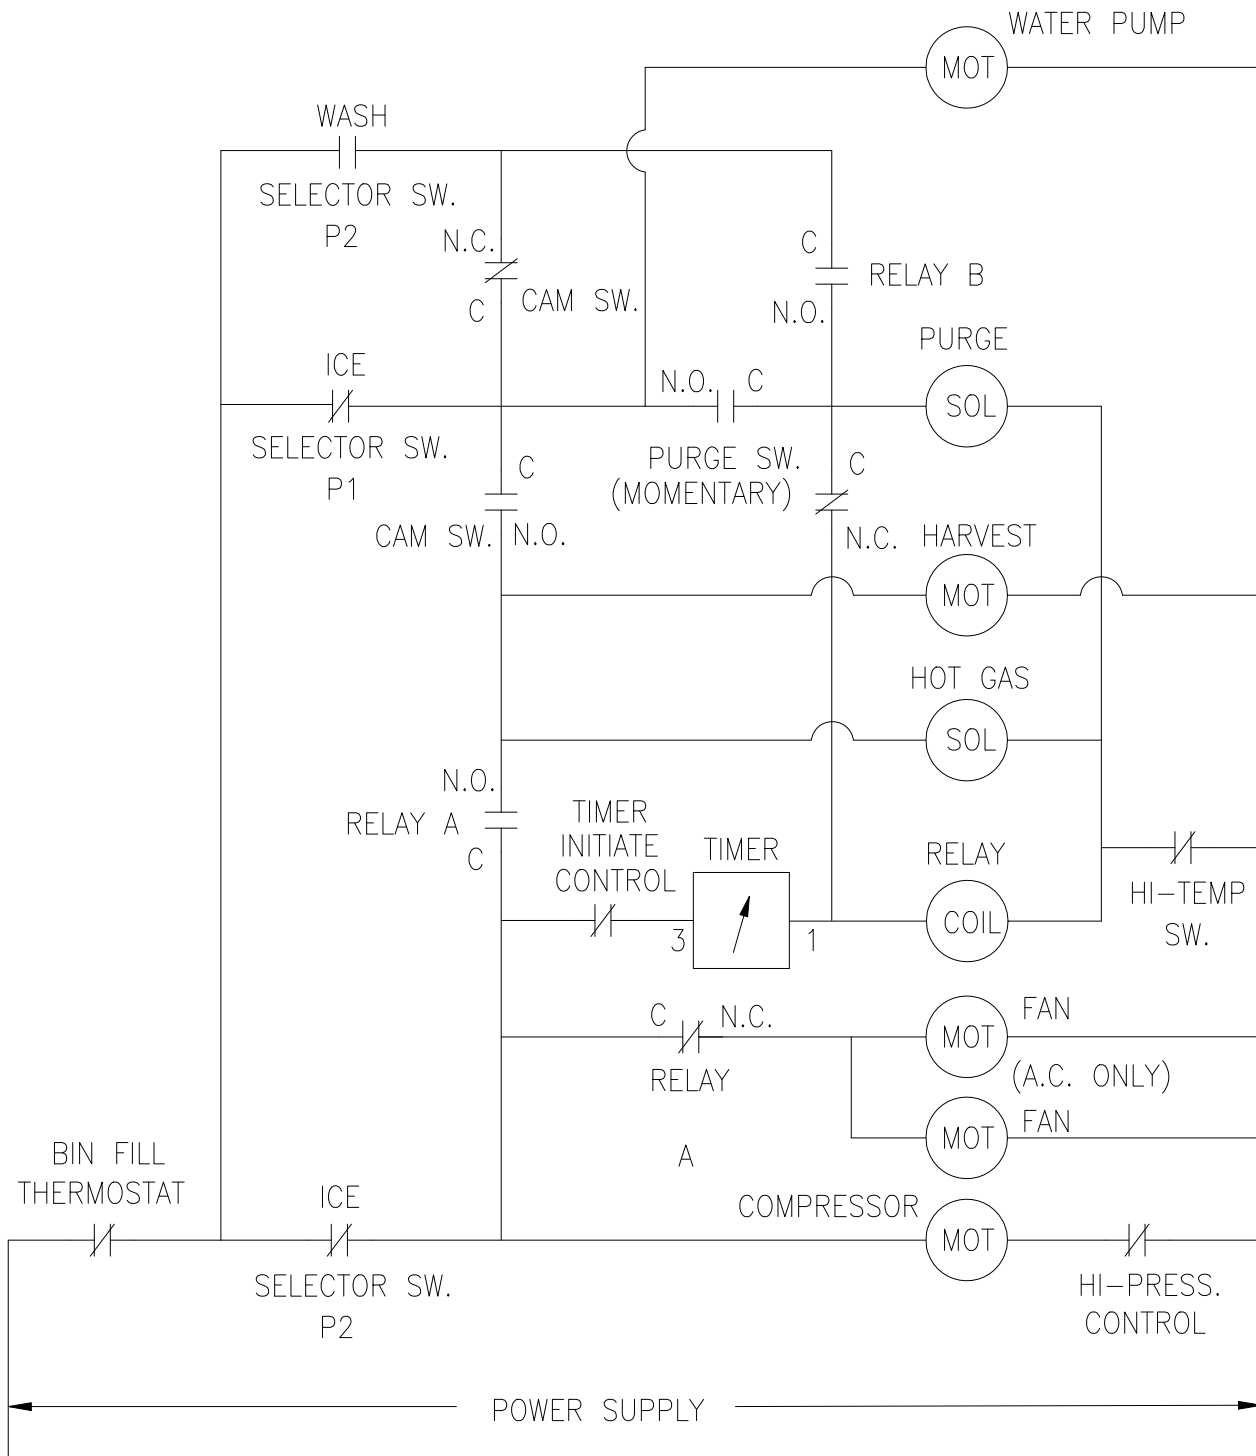 WATER PUMP
MOT
WASH
SELECTOR SW.
P2
N.C.
C
CAM SW.
C
RELAY B
N.O.
PURGE
SOL
ICE
SELECTOR SW.
P1
N.O. C
PURGE SW.
(MOMENTARY)
C
CAM SW. N.O.
C
N.C.
HARVEST
MOT
HOT GAS
SOL
N.O.
RELAY A
C
TIMER
INITIATE
CONTROL
TIMER
3
1
RELAY
COIL
HI-TEMP
SW.
C N.C.
RELAY
A
FAN
MOT
(A.C. ONLY)
FAN
MOT
BIN FILL
THERMOSTAT
ICE
SELECTOR SW.
P2
COMPRESSOR
MOT
HI-PRESS.
CONTROL
POWER SUPPLY